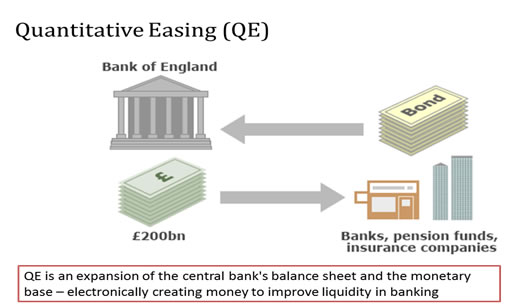 Quantitative Easing (QE)
Bank of England
Bond
£
£200bn
Banks, pension funds,
insurance companies
QE is an expansion of the central bank's balance sheet and the monetary
base – electronically creating money to improve liquidity in banking